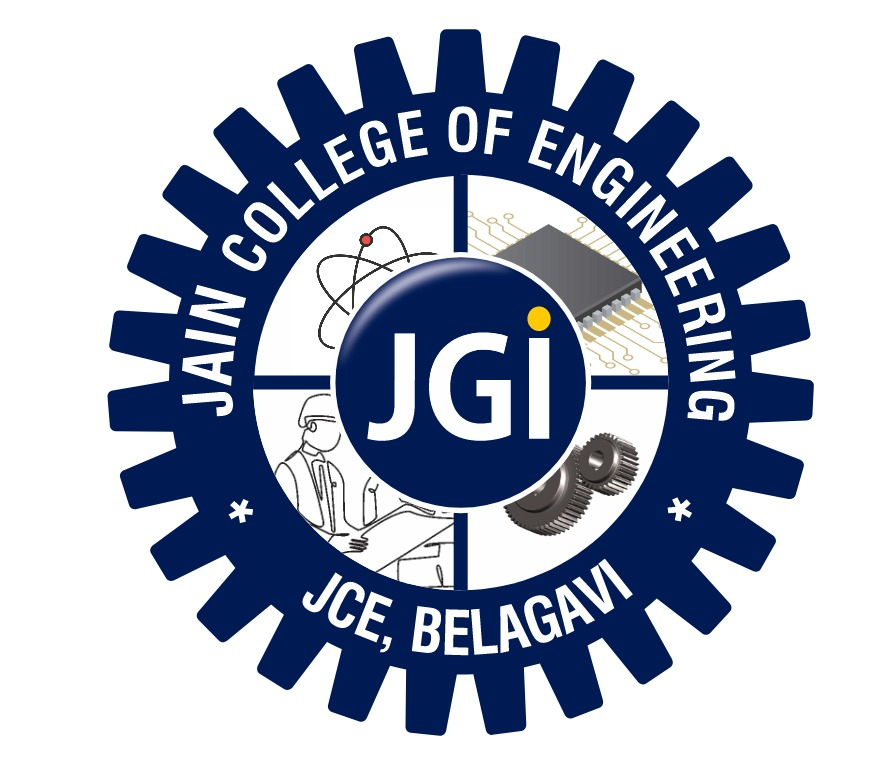 JAIN COLLEGE OF ENGINEERING
JGi
* JCE, BELAGAVI *